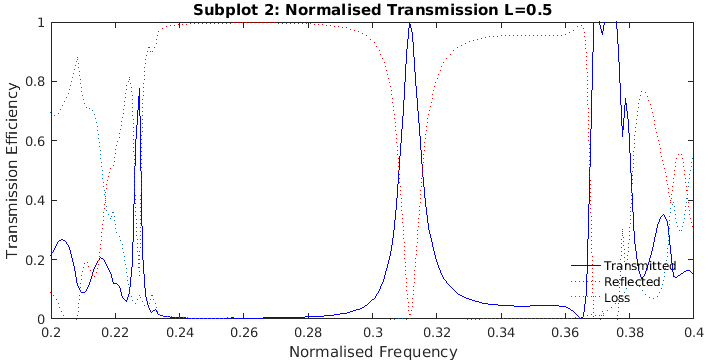 Subplot 2: Normalised Transmission L=0.5
Transmission Efficiency
1
0.8
0.6
0.4
0.2
0
Transmitted
Reflected
Loss
0.2 0.22 0.24 0.26 0.28 0.3 0.32 0.34 0.36 0.38 0.4
Normalised Frequency